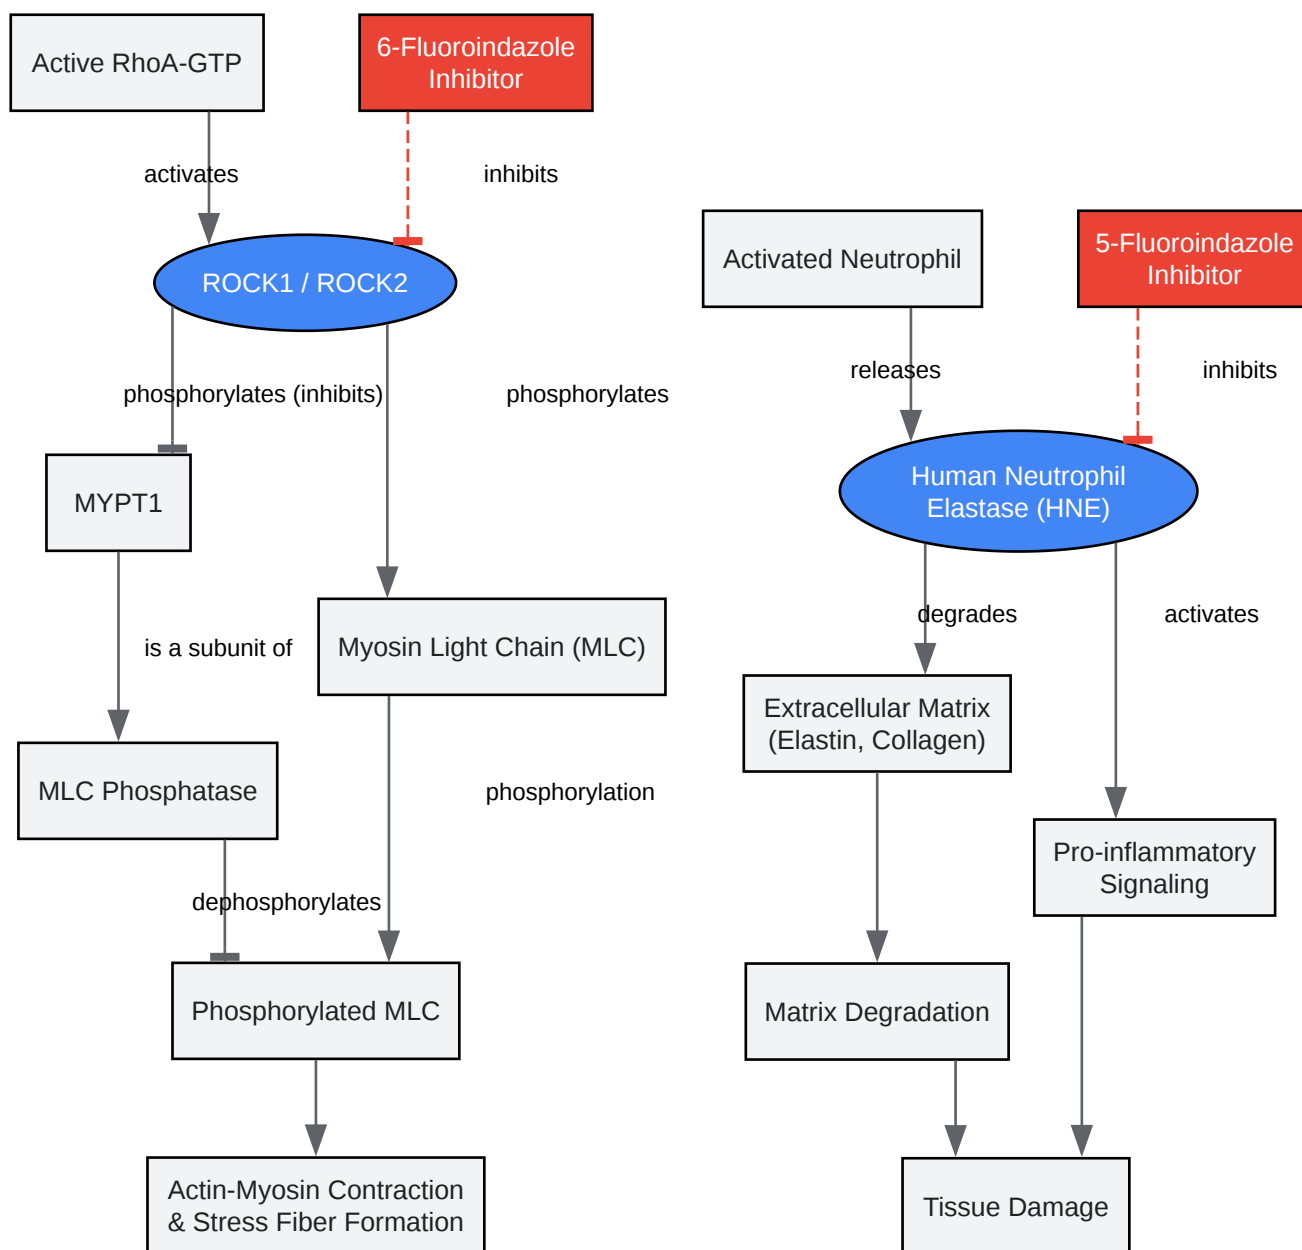 Active RhoA-GTP
6-Fluoroindazole
Inhibitor
activates
inhibits
ROCK1 / ROCK2
phosphorylates (inhibits)
phosphorylates
MYPT1
is a subunit of
Myosin Light Chain (MLC)
MLC Phosphatase
phosphorylation
dephosphorylates
Phosphorylated MLC
Actin-Myosin Contraction
& Stress Fiber Formation
Activated Neutrophil
5-Fluoroindazole
Inhibitor
releases
inhibits
Human Neutrophil
Elastase (HNE)
degrades
activates
Extracellular Matrix
(Elastin, Collagen)
Pro-inflammatory
Signaling
Matrix Degradation
Tissue Damage